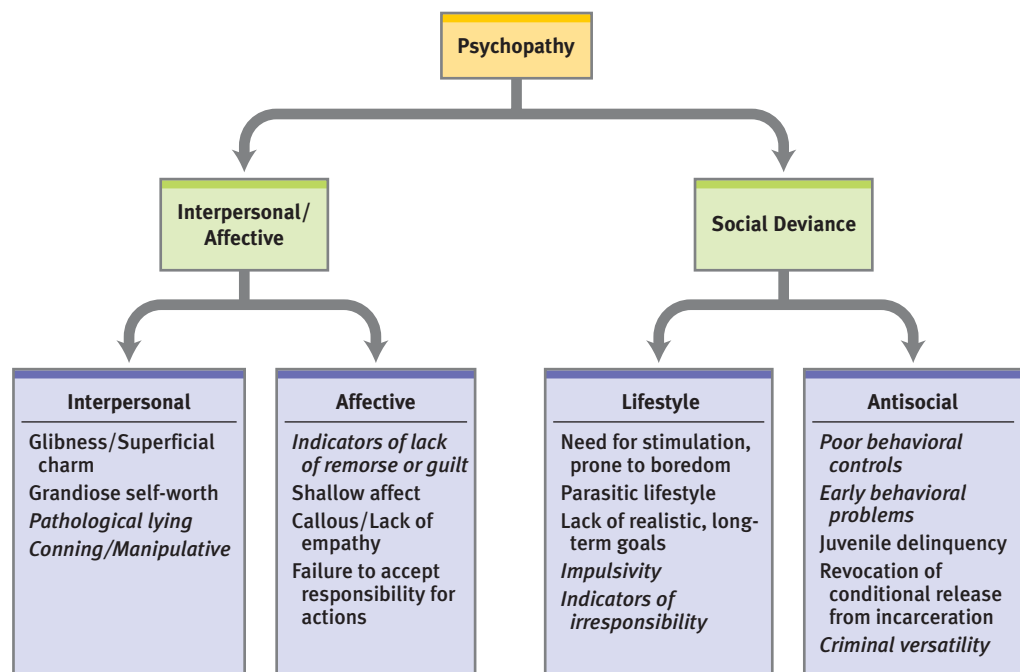 Psychopathy
Interpersonal/
Affective
Social Deviance
Interpersonal
Glibness/Superficial
charm
Grandiose self-worth
Pathological lying
Conning/Manipulative
Affective
Indicators of lack
of remorse or guilt
Shallow affect
Callous/Lack of
empathy
Failure to accept
responsibility for
actions
Lifestyle
Need for stimulation,
prone to boredom
Parasitic lifestyle
Lack of realistic, long-
term goals
Impulsivity
Indicators of
irresponsibility
Antisocial
Poor behavioral
controls
Early behavioral
problems
Juvenile delinquency
Revocation of
conditional release
from incarceration
Criminal versatility